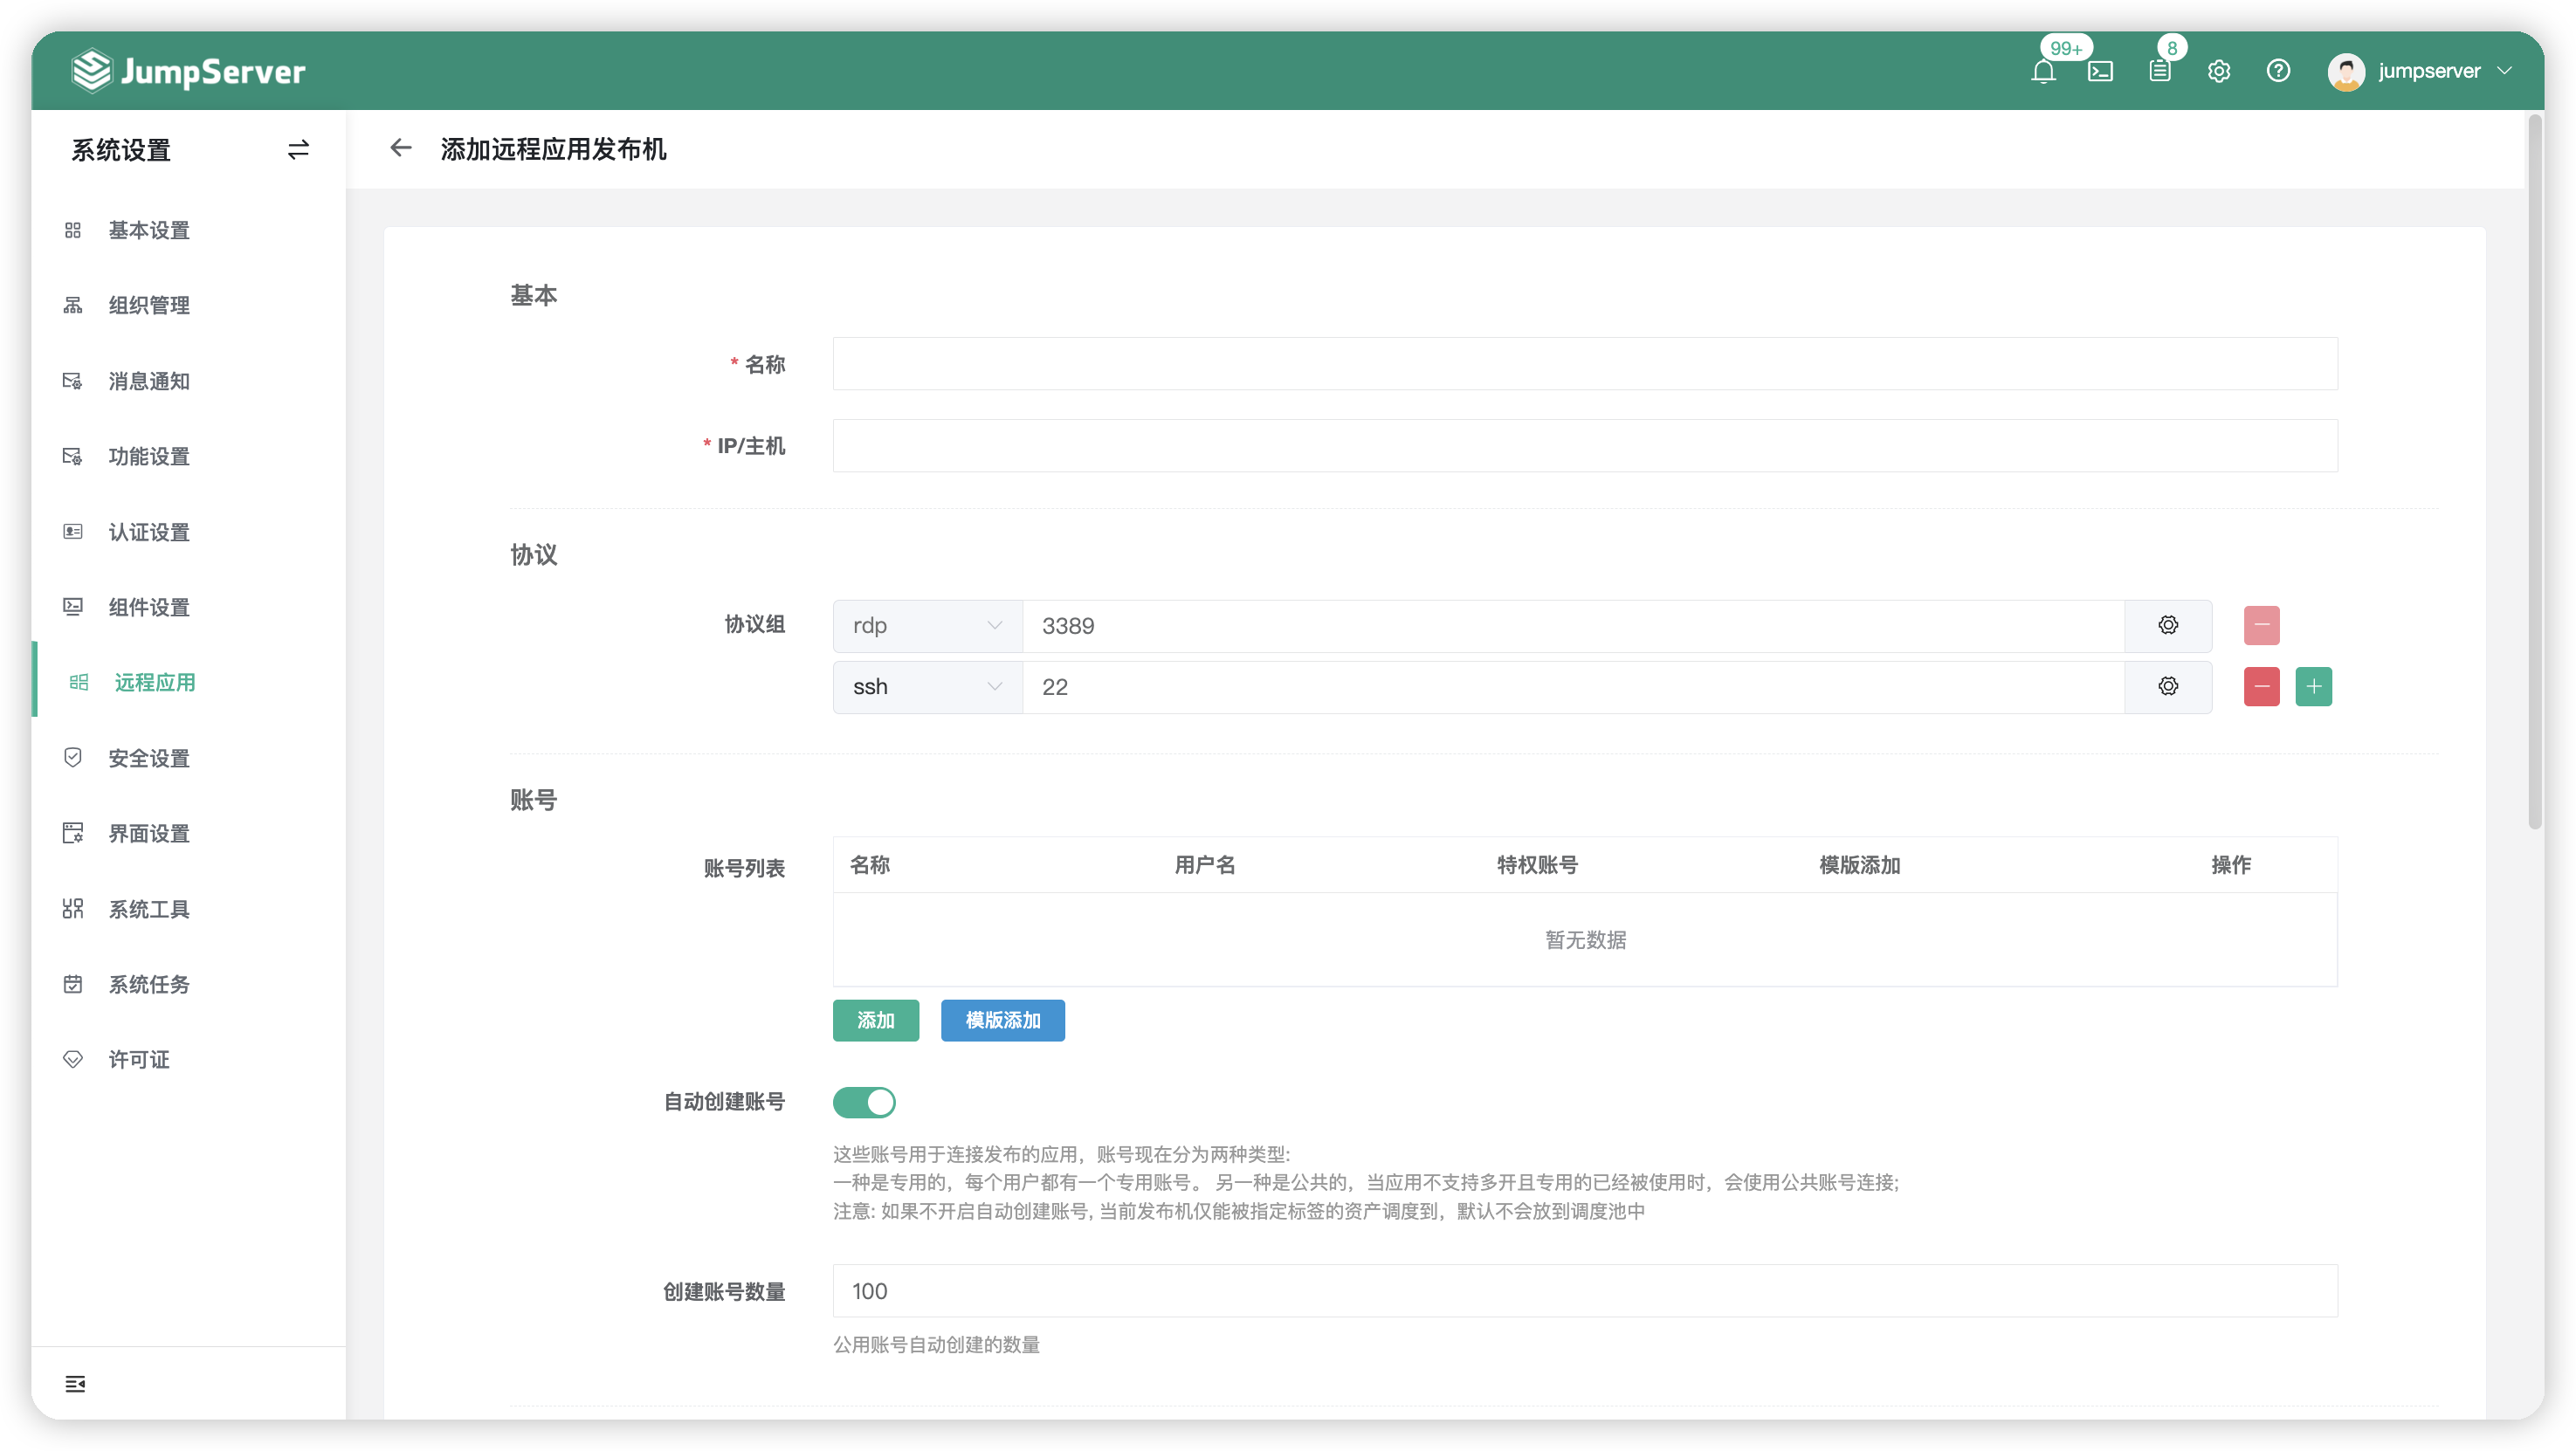 JumpServer
99+
8
jumpserver
系统设置
添加远程应用发布机
基本设置
组织管理
消息通知
功能设置
认证设置
组件设置
远程应用
安全设置
界面设置
系统工具
系统任务
许可证
基本
* 名称
* IP/主机
协议
协议组
rdp 3389
ssh 22
账号
账号列表
名称 用户名 特权账号 模版添加 操作
暂无数据
添加 模版添加
自动创建账号
这些账号用于连接发布的应用，账号现在分为两种类型:
一种是专用的，每个用户都有一个专用账号。 另一种是公共的，当应用不支持多开且专用的已经被使用时，会使用公共账号连接;
注意: 如果不开启自动创建账号, 当前发布机仅能被指定标签的资产调度到，默认不会放到调度池中
创建账号数量 100
公用账号自动创建的数量